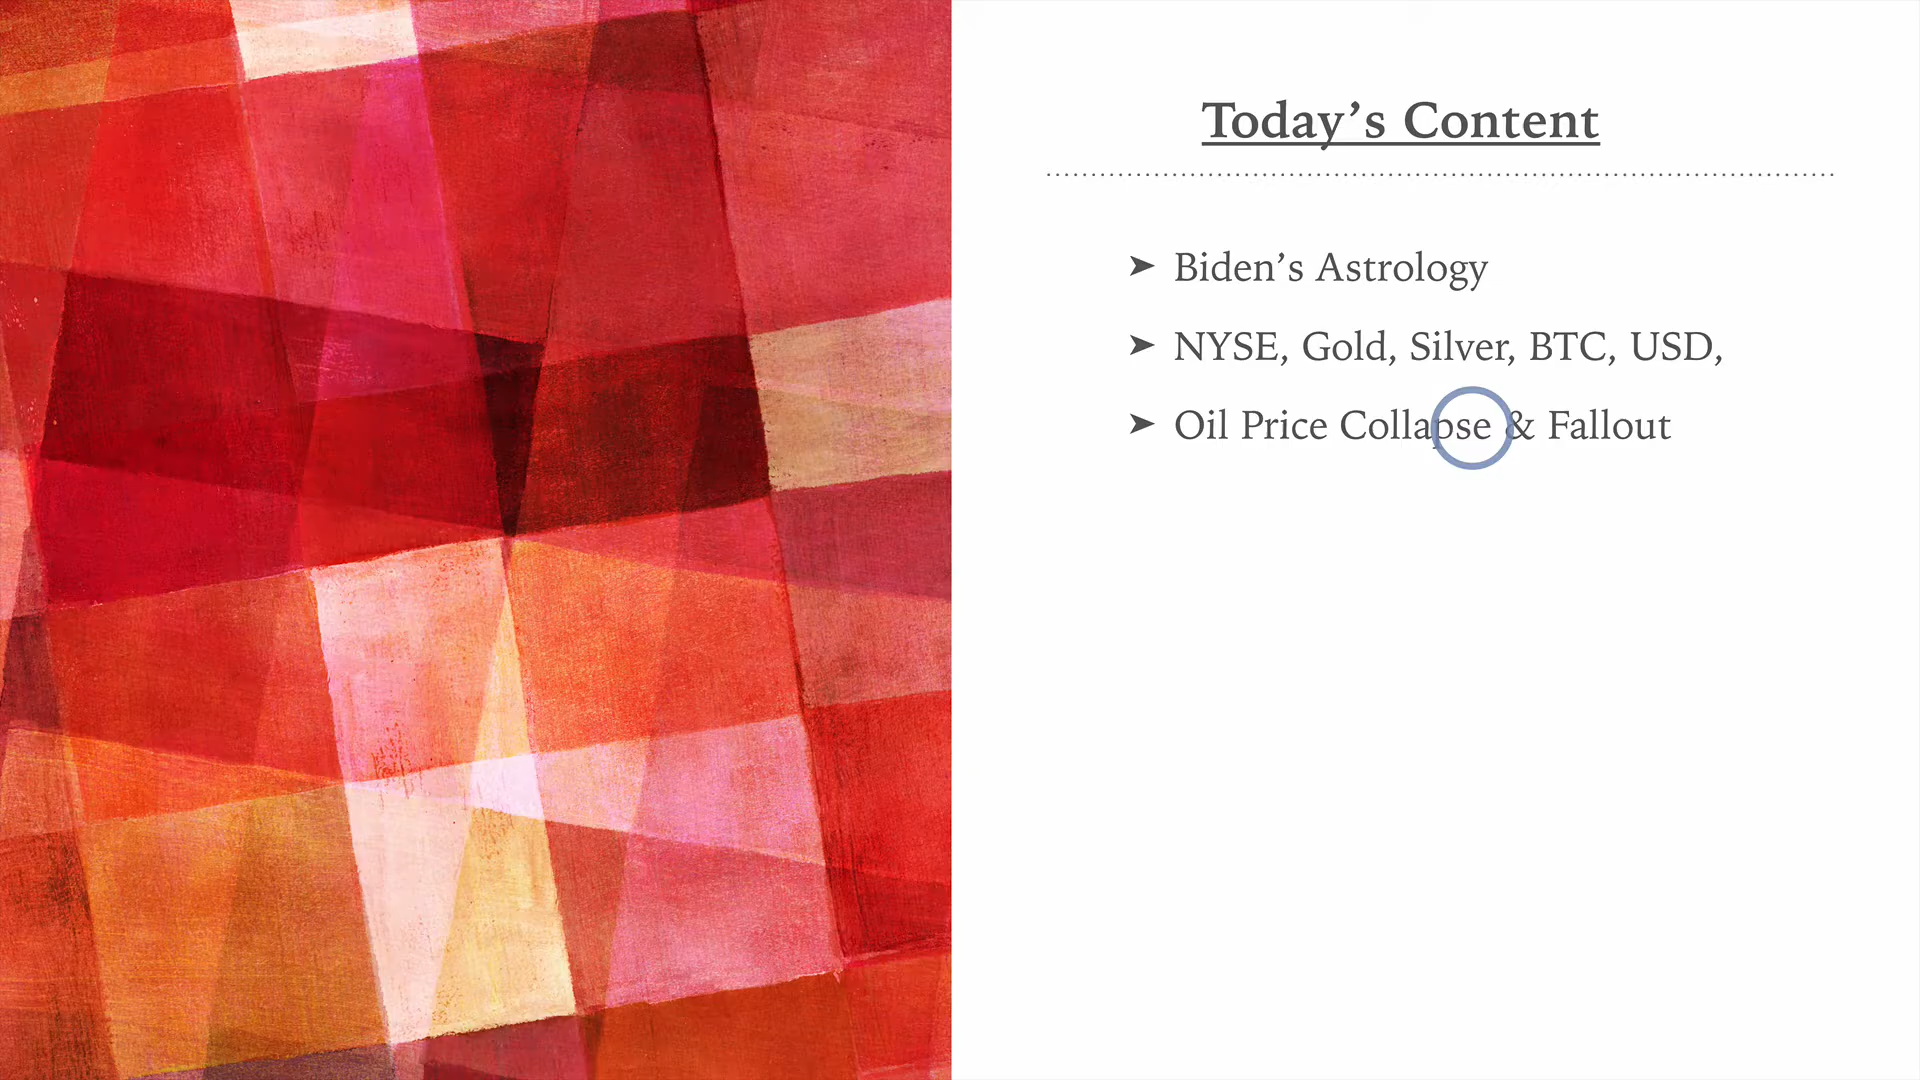 Today’s Content
➤ Biden’s Astrology
➤ NYSE, Gold, Silver, BTC, USD,
➤ Oil Price Collapse & Fallout